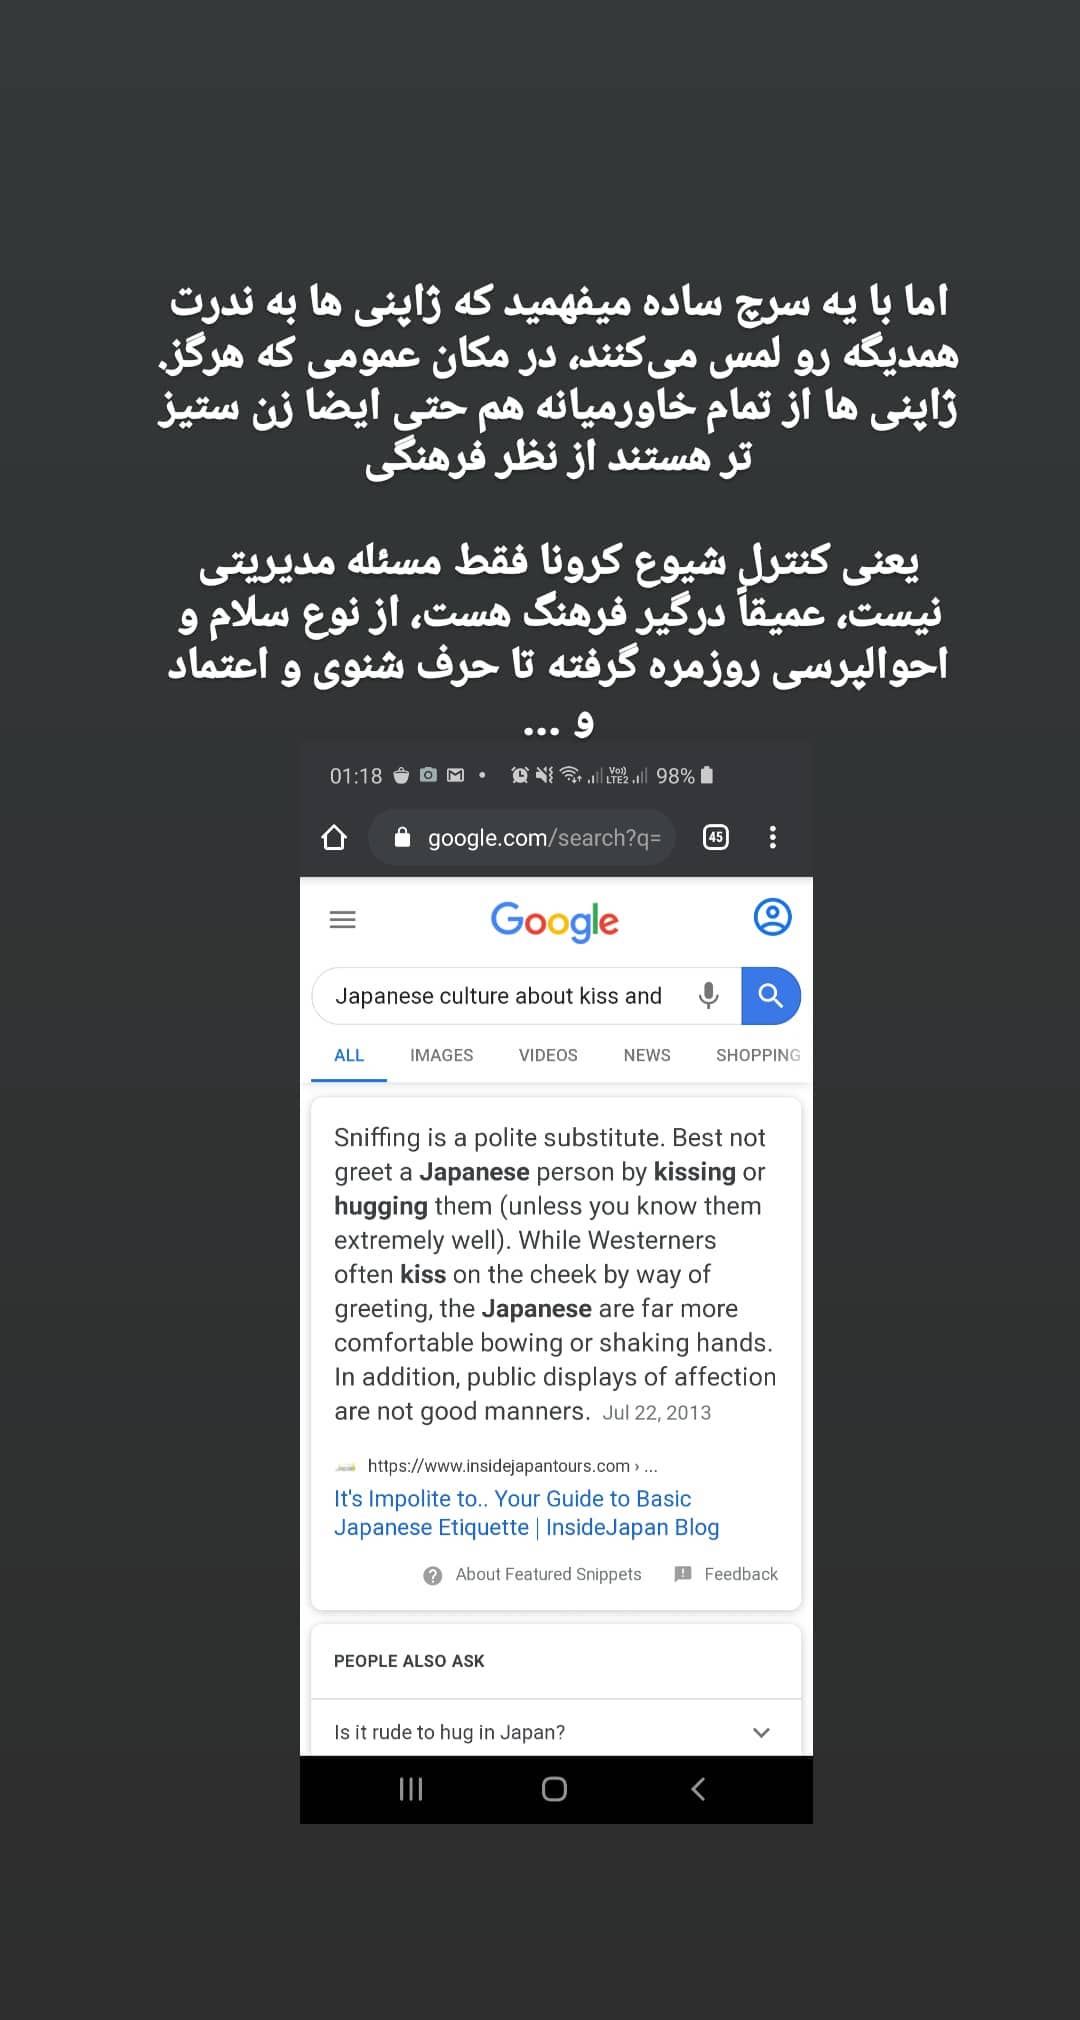 اما با یه سرچ ساده میفهمید که ژاپنی ها به ندرت
همدیگه رو لمس می‌کنند، در مکان عمومی که هرگز.
ژاپنی ها از تمام خاورمیانه هم حتی ایضا زن ستیز
تر هستند از نظر فرهنگی
یعنی کنترل شیوع کرونا فقط مسئله مدیریتی
نیست، عمیقاً درگیر فرهنگ هست، از نوع سلام و
احوالپرسی روزمره گرفته تا حرف شنوی و اعتماد
و ...
01:18 98%
google.com/search?q= 45
Google
Japanese culture about kiss and
ALL IMAGES VIDEOS NEWS SHOPPING
Sniffing is a polite substitute. Best not
greet a Japanese person by kissing or
hugging them (unless you know them
extremely well). While Westerners
often kiss on the cheek by way of
greeting, the Japanese are far more
comfortable bowing or shaking hands.
In addition, public displays of affection
are not good manners. Jul 22, 2013
https://www.insidejapantours.com › ...
It's Impolite to.. Your Guide to Basic
Japanese Etiquette | InsideJapan Blog
About Featured Snippets Feedback
PEOPLE ALSO ASK
Is it rude to hug in Japan?